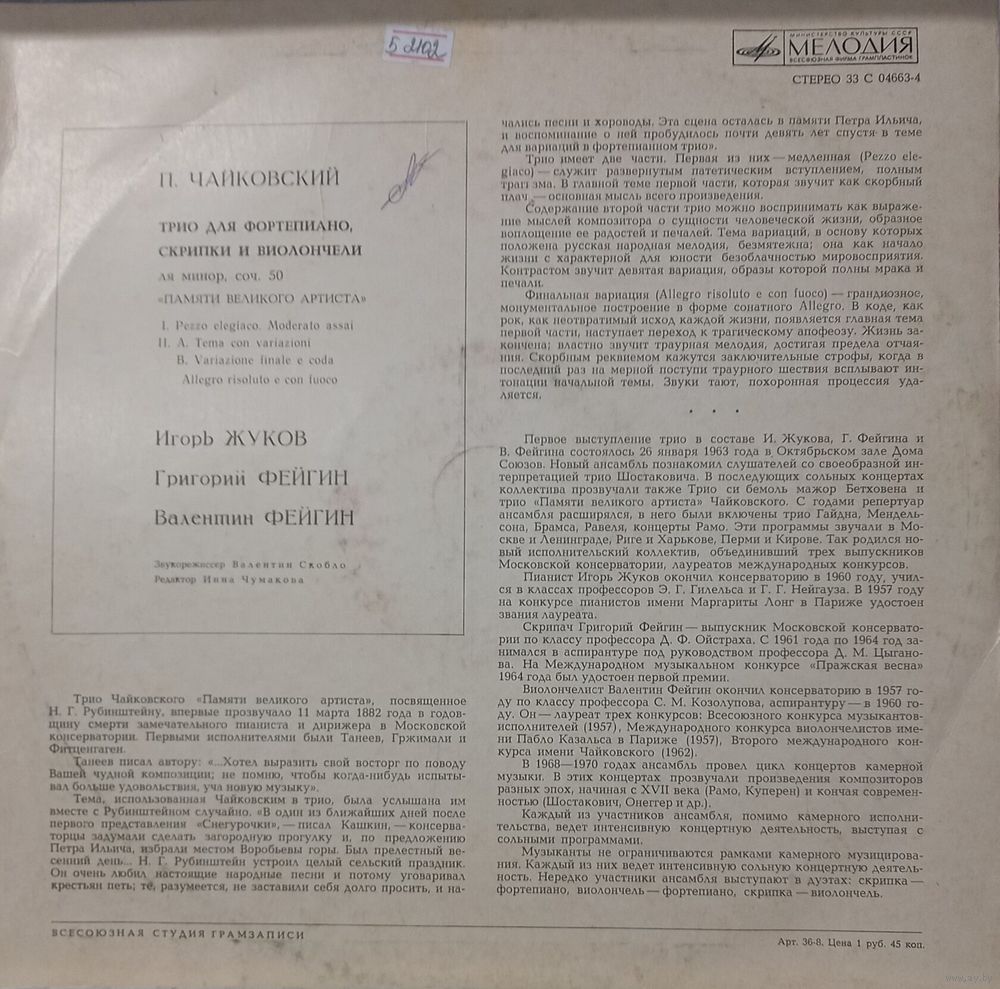 5 2102
МИНИСТЕРСТВО КУЛЬТУРЫ СССР
МЕЛОДИЯ
ВСЕСОЮЗНАЯ ФИРМА ГРАМПЛАСТИНОК
СТЕРЕО 33 С 04663-4
П. ЧАЙКОВСКИЙ
ТРИО ДЛЯ ФОРТЕПИАНО,
СКРИПКИ И ВИОЛОНЧЕЛИ
ЛЯ МИНОР, СОЧ. 50
«ПАМЯТИ ВЕЛИКОГО АРТИСТА»
I. Pezzo elegiaco. Moderato assai
II. A. Tema con variazioni
B. Variazione finale e coda
Allegro risoluto e con fuoco
Игорь ЖУКОВ
Григорий ФЕЙГИН
Валентин ФЕЙГИН
Звукорежиссер Валентин Скобло
Редактор Инна Чумакова
Трио Чайковского «Памяти великого артиста», посвященное
Н. Г. Рубинштейну, впервые прозвучало 11 марта 1882 года в годов-
щину смерти замечательного пианиста и дирижера в Московской
консерватории. Первыми исполнителями были Танеев, Гржимали и
Фитценгаген.
Танеев писал автору: «...Хотел выразить свой восторг по поводу
Вашей чудной композиции; не помню, чтобы когда-нибудь испыты-
вал больше удовольствия, уча новую музыку».
Тема, использованная Чайковским в трио, была услышана им
вместе с Рубинштейном случайно. «В один из ближайших дней после
первого представления «Снегурочки», — писал Кашкин, — консерва-
торцы задумали сделать загородную прогулку и, по предложению
Петра Ильича, избрали местом Воробьевы горы. Был прелестный ве-
сенний день... Н. Г. Рубинштейн устроил целый сельский праздник.
Он очень любил настоящие народные песни и потому уговаривал
крестьян петь; те, разумеется, не заставили себя долго просить, и на-
чались песни и хороводы. Эта сцена осталась в памяти Петра Ильича,
и воспоминание о ней пробудилось почти девять лет спустя в теме
для вариаций в фортепианном трио».
Трио имеет две части. Первая из них — медленная (Pezzo ele-
giaco) — служит развернутым патетическим вступлением, полным
трагизма. В главной теме первой части, которая звучит как скорбный
плач, — основная мысль всего произведения.
Содержание второй части трио можно воспринимать как выраже-
ние мыслей композитора о сущности человеческой жизни, образное
воплощение ее радостей и печалей. Тема вариаций, в основу которых
положена русская народная мелодия, безмятежна; она как начало
жизни с характерной для юности безоблачностью мировосприятия.
Контрастом звучит девятая вариация, образы которой полны мрака и
печали.
Финальная вариация (Allegro risoluto e con fuoco) — грандиозное,
монументальное построение в форме сонатного Allegro. В коде, как
рок, как неотвратимый исход каждой жизни, появляется главная тема
первой части, наступает переход к трагическому апофеозу. Жизнь за-
кончена; властно звучит траурная мелодия, достигая предела отчая-
ния. Скорбным реквиемом кажутся заключительные строфы, когда в
последний раз на мерной поступи траурного шествия всплывают ин-
тонации начальной темы. Звуки тают, похоронная процессия уда-
ляется.
• • •
Первое выступление трио в составе И. Жукова, Г. Фейгина и
В. Фейгина состоялось 26 января 1963 года в Октябрьском зале Дома
Союзов. Новый ансамбль познакомил слушателей со своеобразной ин-
терпретацией трио Шостаковича. В последующих сольных концертах
коллектива прозвучали также Трио си бемоль мажор Бетховена и
трио «Памяти великого артиста» Чайковского. С годами репертуар
ансамбля расширялся, в него были включены трио Гайдна, Мендель-
сона, Брамса, Равеля, концерты Рамо. Эти программы звучали в Мо-
скве и Ленинграде, Риге и Харькове, Перми и Кирове. Так родился но-
вый исполнительский коллектив, объединивший трех выпускников
Московской консерватории, лауреатов международных конкурсов.
Пианист Игорь Жуков окончил консерваторию в 1960 году, учил-
ся в классах профессоров Э. Г. Гилельса и Г. Г. Нейгауза. В 1957 году
на конкурсе пианистов имени Маргариты Лонг в Париже удостоен
звания лауреата.
Скрипач Григорий Фейгин — выпускник Московской консервато-
рии по классу профессора Д. Ф. Ойстраха. С 1961 года по 1964 год за-
нимался в аспирантуре под руководством профессора Д. М. Цыгано-
ва. На Международном музыкальном конкурсе «Пражская весна»
1964 года был удостоен первой премии.
Виолончелист Валентин Фейгин окончил консерваторию в 1957 го-
ду по классу профессора С. М. Козолупова, аспирантуру — в 1960 го-
ду. Он — лауреат трех конкурсов: Всесоюзного конкурса музыкантов-
исполнителей (1957), Международного конкурса виолончелистов име-
ни Пабло Казальса в Париже (1957), Второго международного кон-
курса имени Чайковского (1962).
В 1968—1970 годах ансамбль провел цикл концертов камерной
музыки. В этих концертах прозвучали произведения композиторов
разных эпох, начиная с XVII века (Рамо, Куперен) и кончая современ-
ностью (Шостакович, Онеггер и др.).
Каждый из участников ансамбля, помимо камерного исполни-
тельства, ведет интенсивную концертную деятельность, выступая с
сольными программами.
Музыканты не ограничиваются рамками камерного музицирова-
ния. Каждый из них ведет интенсивную сольную концертную деятель-
ность. Нередко участники ансамбля выступают в дуэтах: скрипка —
фортепиано, виолончель — фортепиано, скрипка — виолончель.
ВСЕСОЮЗНАЯ СТУДИЯ ГРАМЗАПИСИ
Арт. 36-8. Цена 1 руб. 45 коп.
www.ay.by